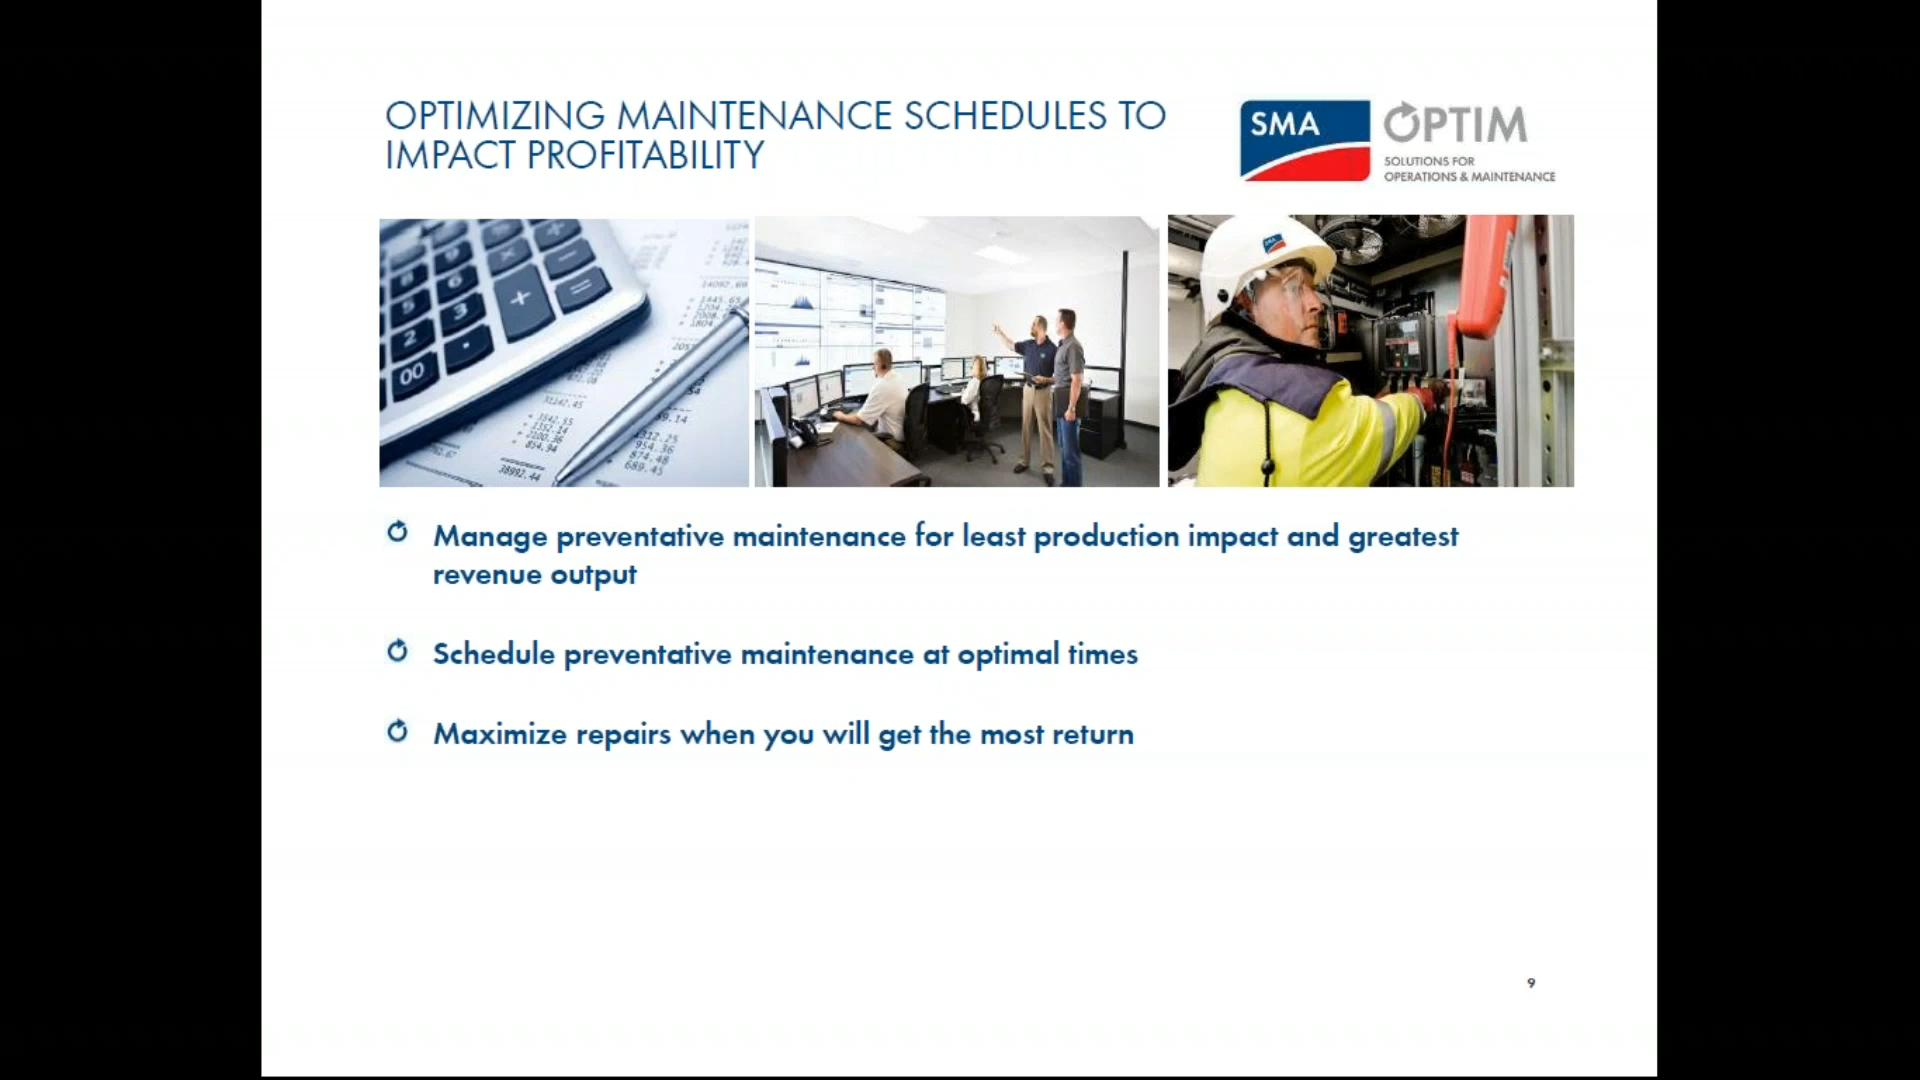 OPTIMIZING MAINTENANCE SCHEDULES TO
IMPACT PROFITABILITY
SMA
OPTIM
SOLUTIONS FOR
OPERATIONS & MAINTENANCE
Manage preventative maintenance for least production impact and greatest
revenue output
Schedule preventative maintenance at optimal times
Maximize repairs when you will get the most return
9